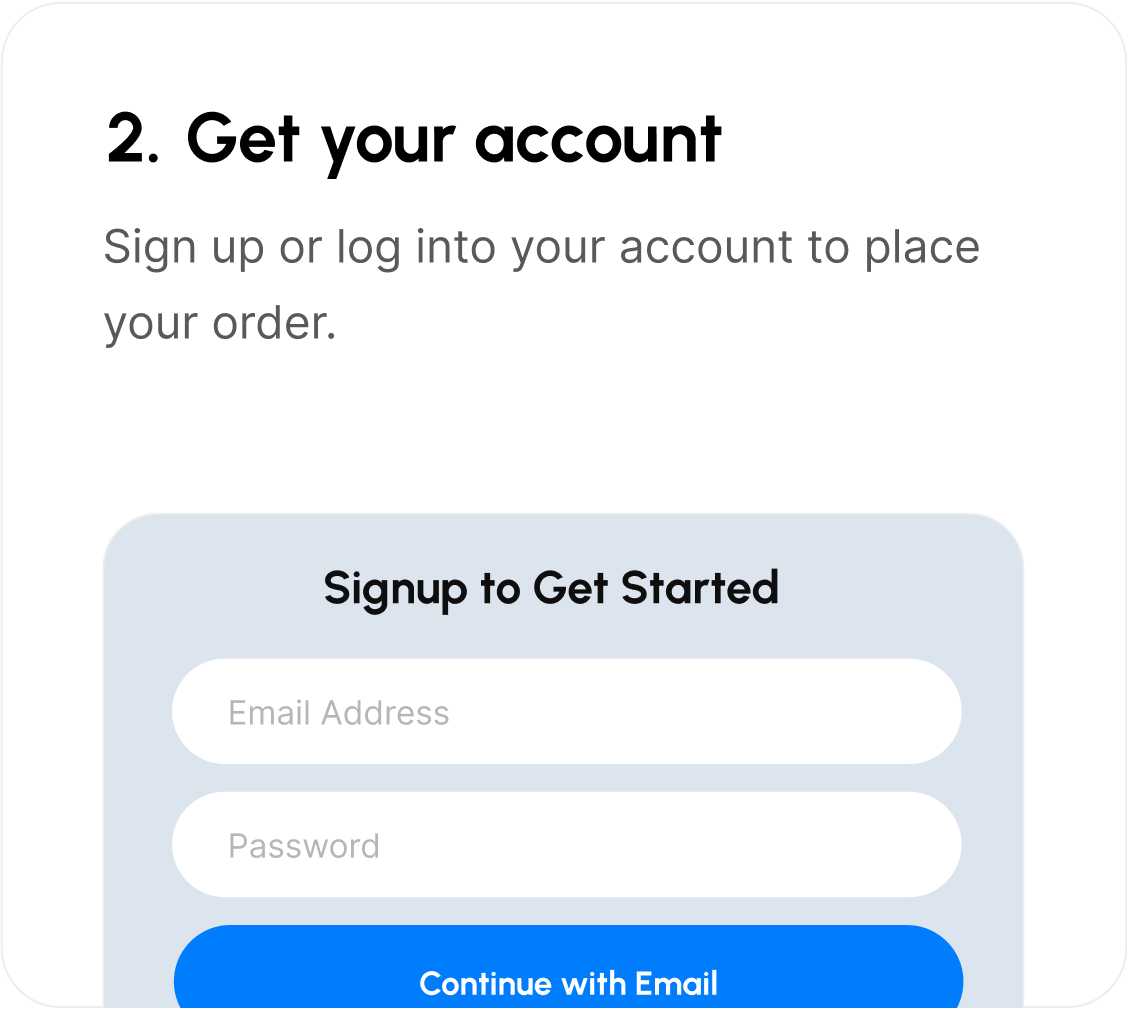 2. Get your account
Sign up or log into your account to place
your order.
Signup to Get Started
Email Address
Password
Continue with Email